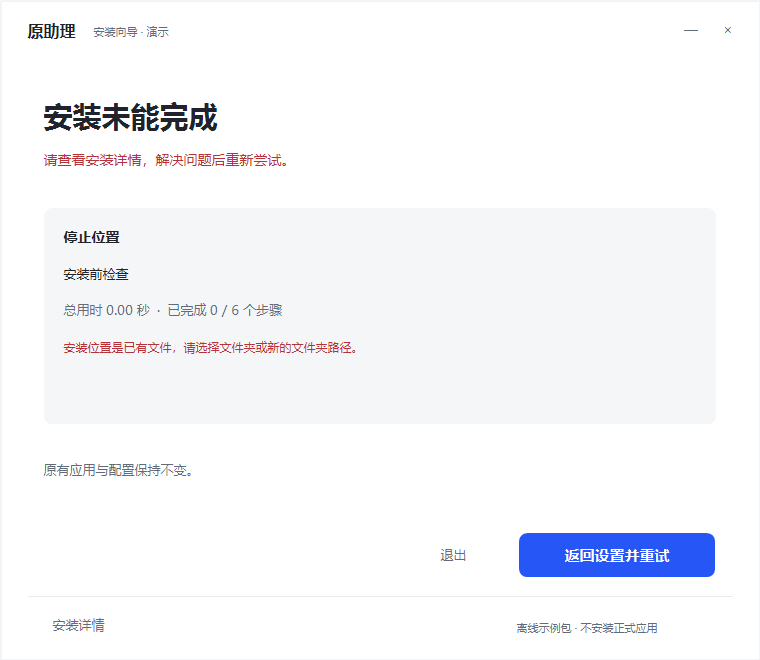 原助理 安装向导 · 演示
安装未能完成
请查看安装详情，解决问题后重新尝试。
停止位置
安装前检查
总用时 0.00 秒 · 已完成 0 / 6 个步骤
安装位置是已有文件，请选择文件夹或新的文件夹路径。
原有应用与配置保持不变。
退出 返回设置并重试
安装详情 离线示例包 · 不安装正式应用